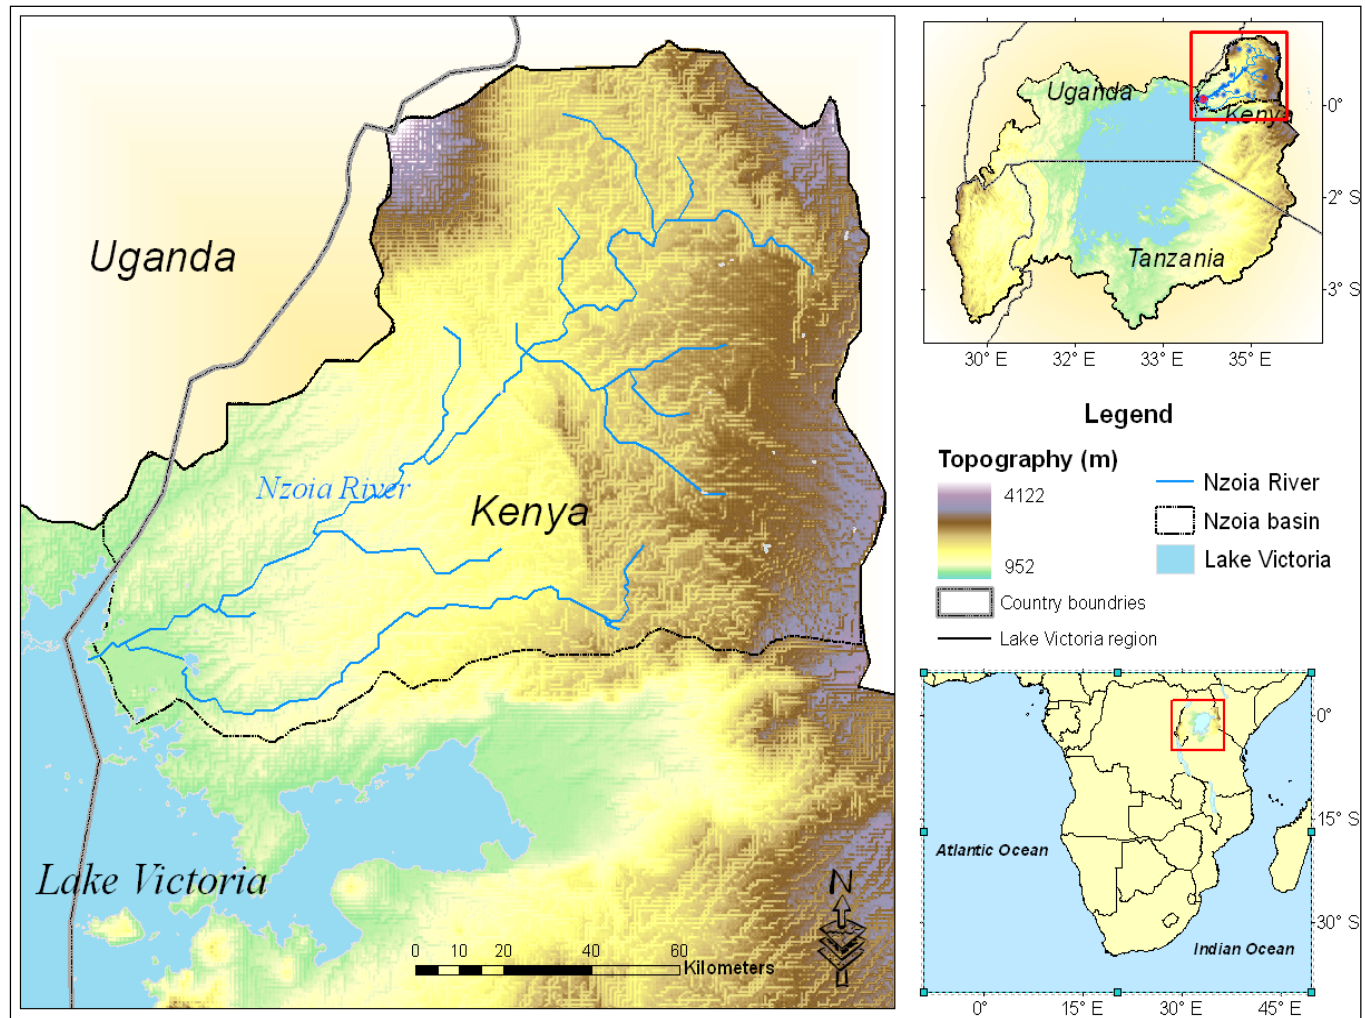 Uganda
Nzoia River
Kenya
Lake Victoria
N
0 10 20 40 60
Kilometers
Uganda
Kenya
Tanzania
0°
2° S
3° S
30° E 32° E 33° E 35° E
Legend
Topography (m)
4122
952
Nzoia River
Nzoia basin
Lake Victoria
Country boundries
Lake Victoria region
Atlantic Ocean
Indian Ocean
0°
15° S
30° S
0° 15° E 30° E 45° E